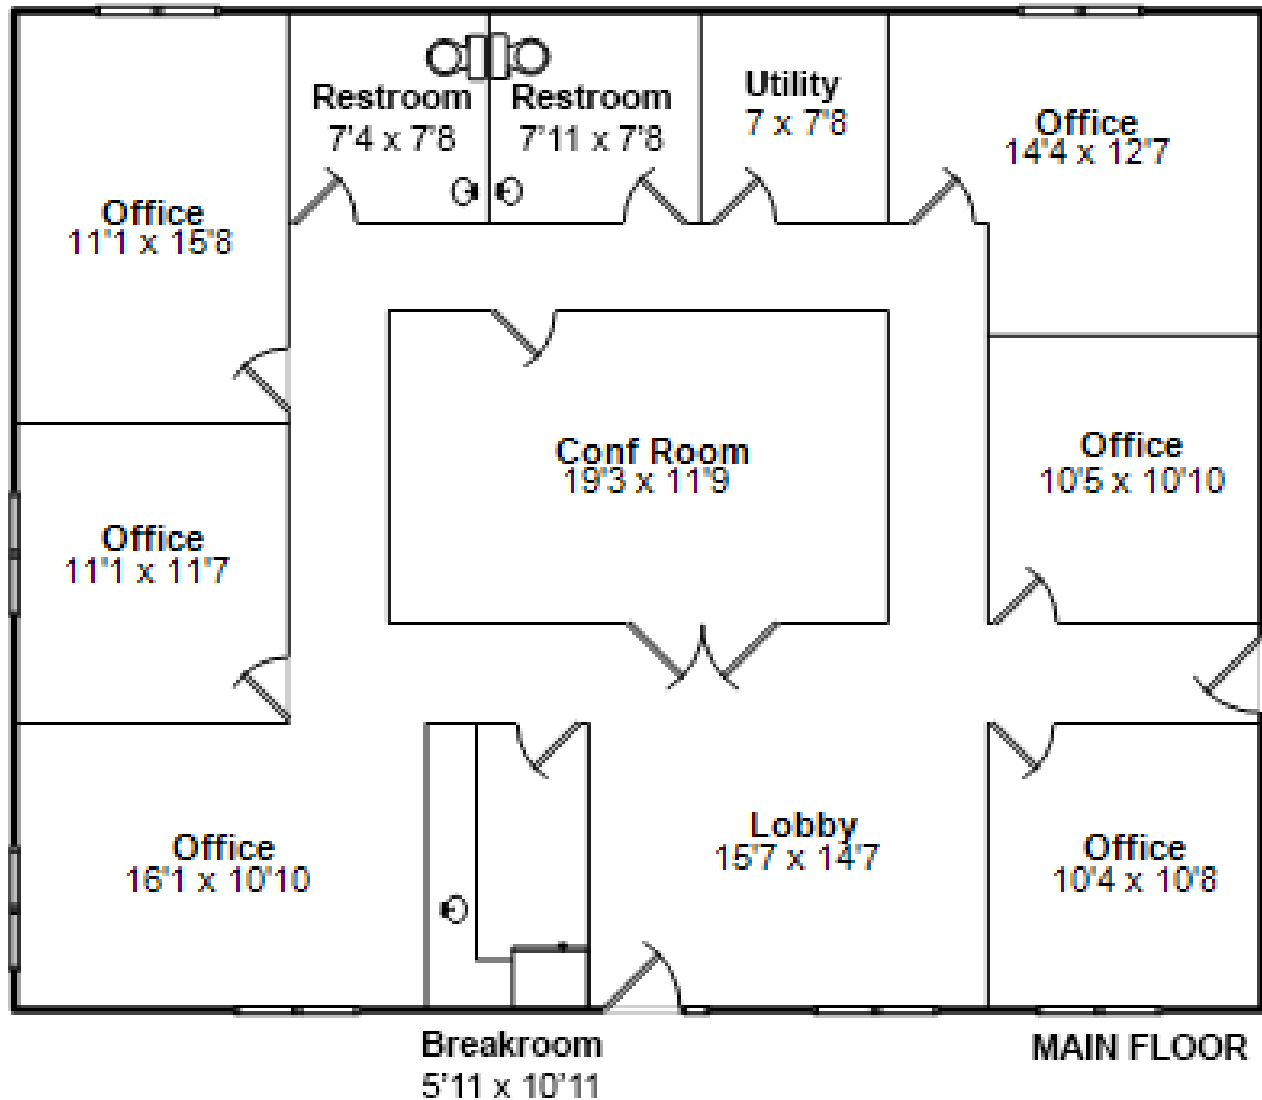 Restroom
7'4 x 7'8
Restroom
7'11 x 7'8
Utility
7 x 7'8
Office
14'4 x 12'7
Office
11'1 x 15'8
Conf Room
19'3 x 11'9
Office
10'5 x 10'10
Office
11'1 x 11'7
Office
16'1 x 10'10
Lobby
15'7 x 14'7
Office
10'4 x 10'8
Breakroom
5'11 x 10'11
MAIN FLOOR